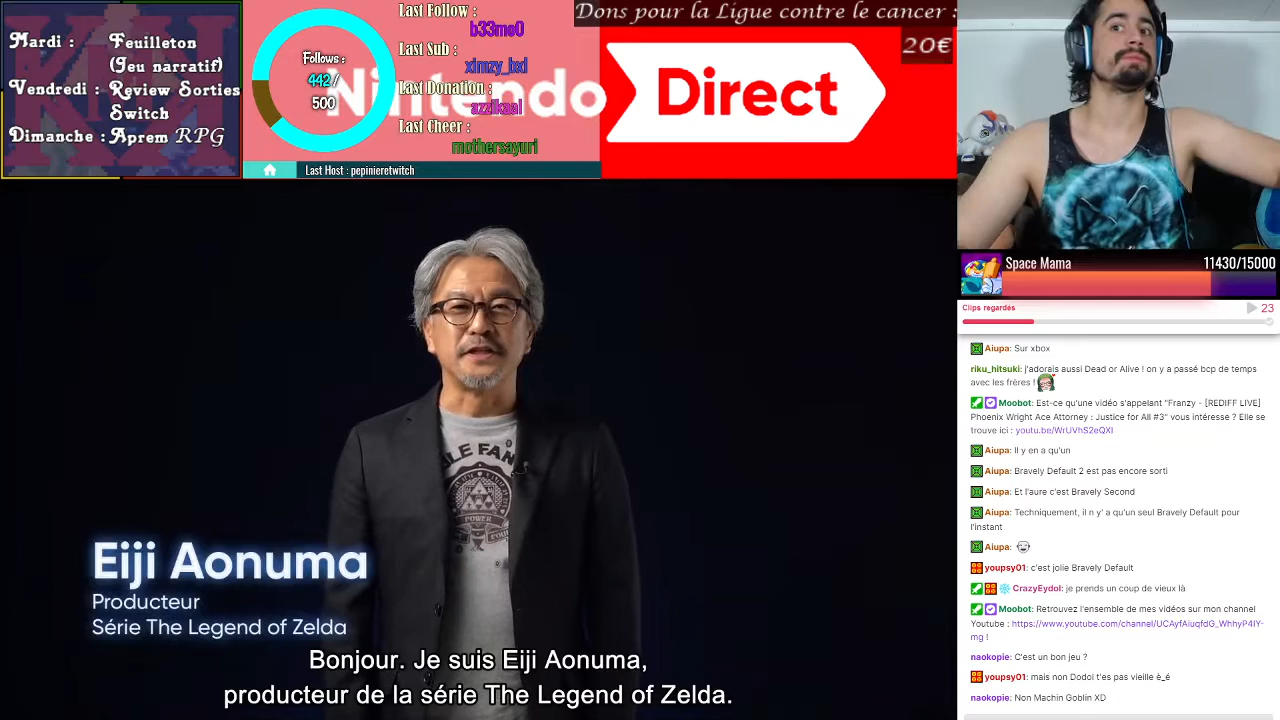 Mardi : Feuilleton
(Jeu narratif)
Vendredi : Review Sorties
Switch
Dimanche : Aprem RPG
Follows :
442 /
500
Last Follow :
b33mo0
Last Sub :
xlmzy_bxl
Last Donation :
azzikaal
Last Cheer :
mothersayuri
Last Host : pepinieretwitch
Nintendo
Direct
Dons pour la Ligue contre le cancer :
20€
Space Mama 11430/15000
Clips regardés 23
Aiupa: Sur xbox
riku_hitsuki: j'adorais aussi Dead or Alive ! on y a passé bcp de temps
avec les frères !
Moobot: Est-ce qu'une vidéo s'appelant "Franzy - [REDIFF LIVE]
Phoenix Wright Ace Attorney : Justice for All #3" vous intéresse ? Elle se
trouve ici : youtu.be/WrUVhS2eQXI
Aiupa: Il y en a qu'un
Aiupa: Bravely Default 2 est pas encore sorti
Aiupa: Et l'aure c'est Bravely Second
Aiupa: Techniquement, il n y' a qu'un seul Bravely Default pour
l'instant
Aiupa:
youpsy01: c'est jolie Bravely Default
CrazyEydol: je prends un coup de vieux là
Moobot: Retrouvez l'ensemble de mes vidéos sur mon channel
Youtube : https://www.youtube.com/channel/UCAyfAiuqfdG_WhhyP4IY-
mg !
naokopie: C'est un bon jeu ?
youpsy01: mais non Dodoi t'es pas vieille è_é
naokopie: Non Machin Goblin XD
POWER
Eiji Aonuma
Producteur
Série The Legend of Zelda
Bonjour. Je suis Eiji Aonuma,
producteur de la série The Legend of Zelda.